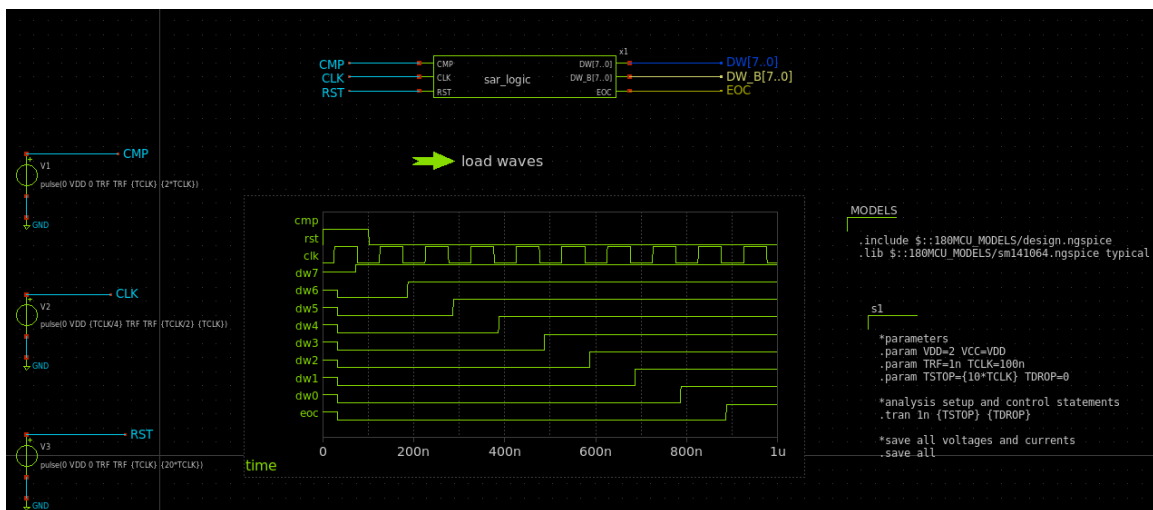 x1
CMP
CLK
RST
CMP
CLK
RST
sar_logic
DW[7..0]
DW_B[7..0]
EOC
DW[7..0]
DW_B[7..0]
EOC
load waves
CMP
V1
pulse(0 VDD 0 TRF TRF {TCLK} {2*TCLK})
GND
CLK
V2
pulse(0 VDD {TCLK/4} TRF TRF {TCLK/2} {TCLK})
GND
RST
V3
pulse(0 VDD 0 TRF TRF {TCLK} {20*TCLK})
GND
cmp
rst
clk
dw7
dw6
dw5
dw4
dw3
dw2
dw1
dw0
eoc
0 200n 400n 600n 800n 1u
time
MODELS
.include $::180MCU_MODELS/design.ngspice
.lib $::180MCU_MODELS/sm141064.ngspice typical
s1
*parameters
.param VDD=2 VCC=VDD
.param TRF=1n TCLK=100n
.param TSTOP={10*TCLK} TDROP=0
*analysis setup and control statements
.tran 1n {TSTOP} {TDROP}
*save all voltages and currents
.save all